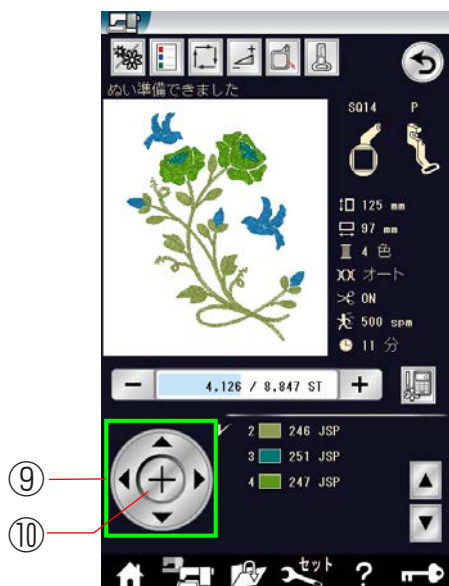 ぬい準備できました
SQ14 P
125 mm
97 mm
4 色
オート
ON
500 spm
11 分
− 4,126 / 8,847 ST +
2 246 JSP
3 251 JSP
4 247 JSP
⑨
⑩
セット
?